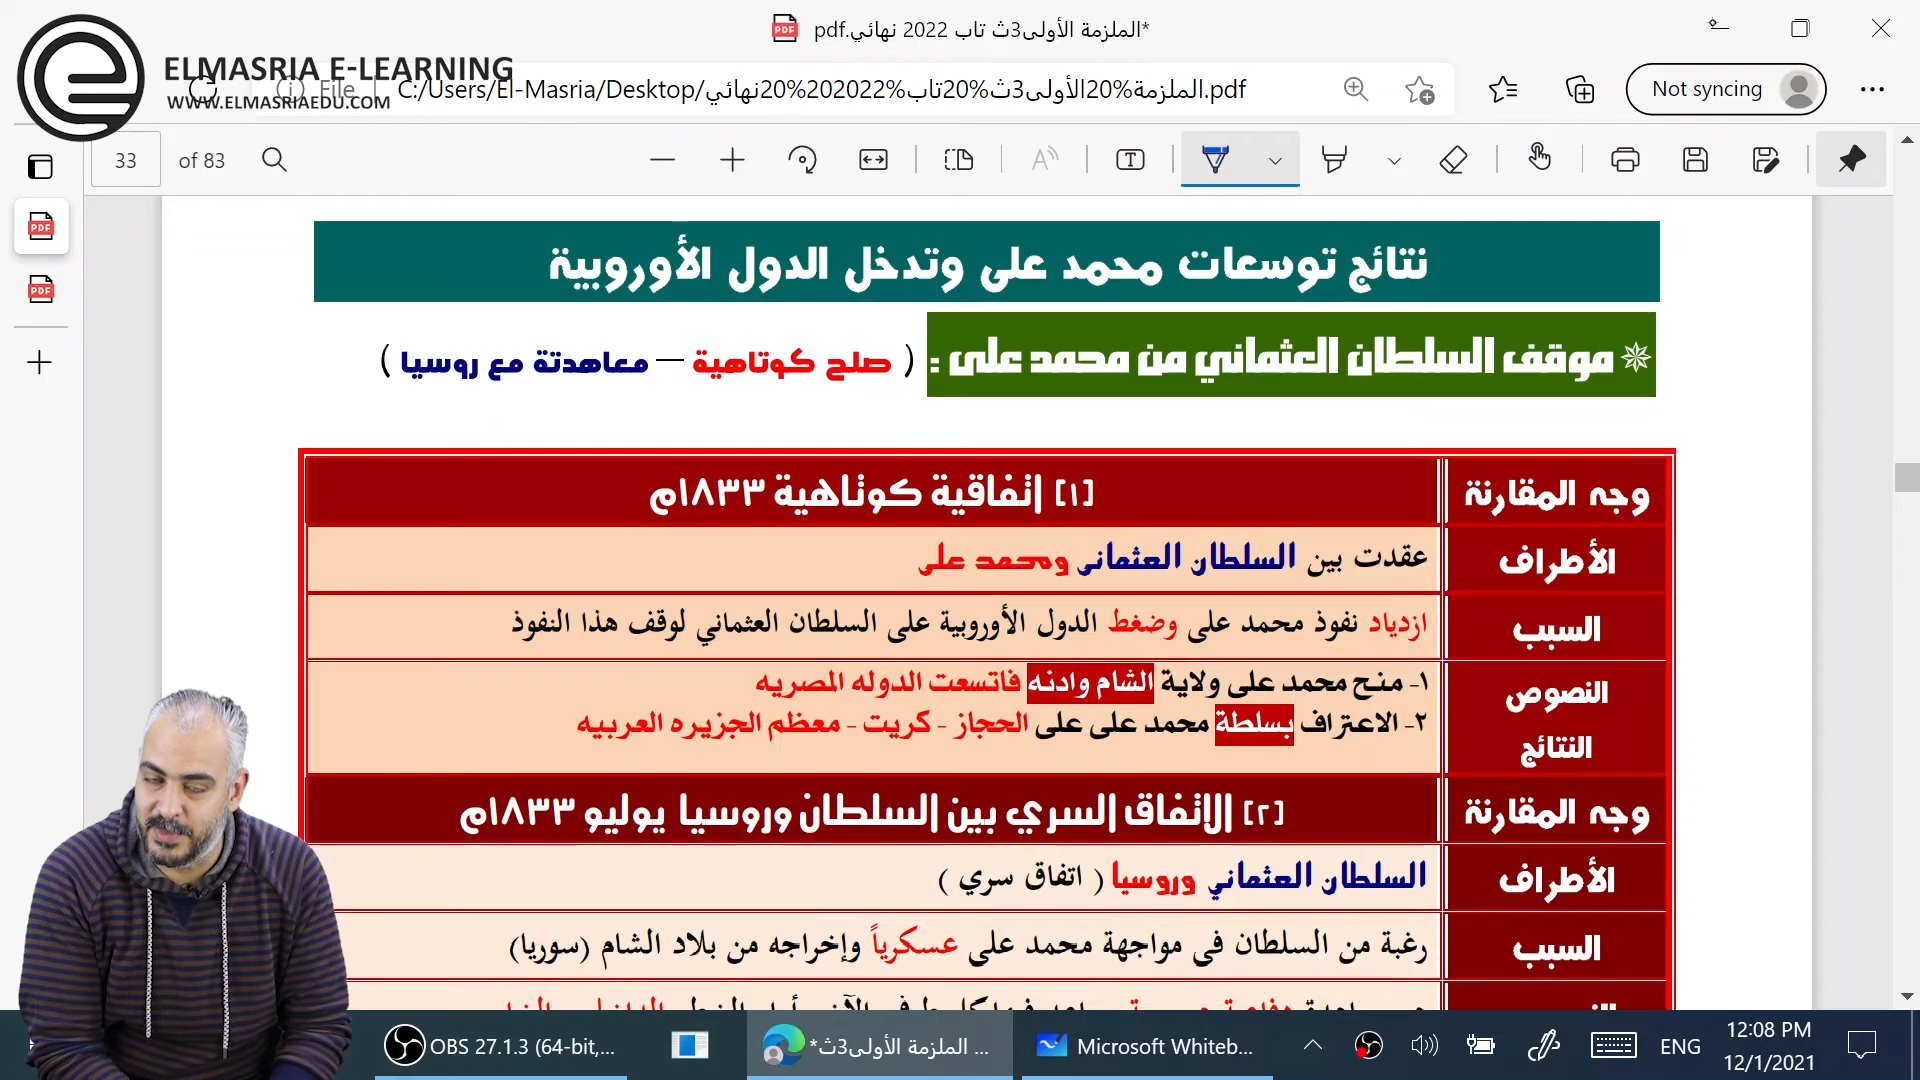 الملزمة الأولى3ث تاب 2022 نهائي.pdf*
ELMASRIA E-LEARNING
WWW.ELMASRIAEDU.COM
File
C:/Users/El-Masria/Desktop/الملزمة%20الأولى3ث%20تاب%202022%20نهائي.pdf
Not syncing
33 of 83
نتائج توسعات محمد على وتدخل الدول الأوروبية
موقف السلطان العثماني من محمد على : ( صلح كوتاهية – معاهدتة مع روسيا )
وجه المقارنة
[١] إتفاقية كوتاهية ١٨٣٣م
الأطراف
عقدت بين السلطان العثمانى ومحمد على
السبب
ازدياد نفوذ محمد على وضغط الدول الأوروبية على السلطان العثماني لوقف هذا النفوذ
النصوص
النتائج
١- منح محمد على ولاية الشام وادنه فاتسعت الدوله المصريه
٢- الاعتراف بسلطة محمد على على الحجاز - كريت - معظم الجزيره العربيه
وجه المقارنة
[٢] الإتفاق السري بين السلطان وروسيا يوليو ١٨٣٣م
الأطراف
السلطان العثماني وروسيا ( اتفاق سري )
السبب
رغبة من السلطان فى مواجهة محمد على عسكرياً وإخراجه من بلاد الشام (سوريا)
OBS 27.1.3 (64-bit,...
الملزمة الأولى3ث* ...
Microsoft Whiteb...
ENG
12:08 PM
12/1/2021